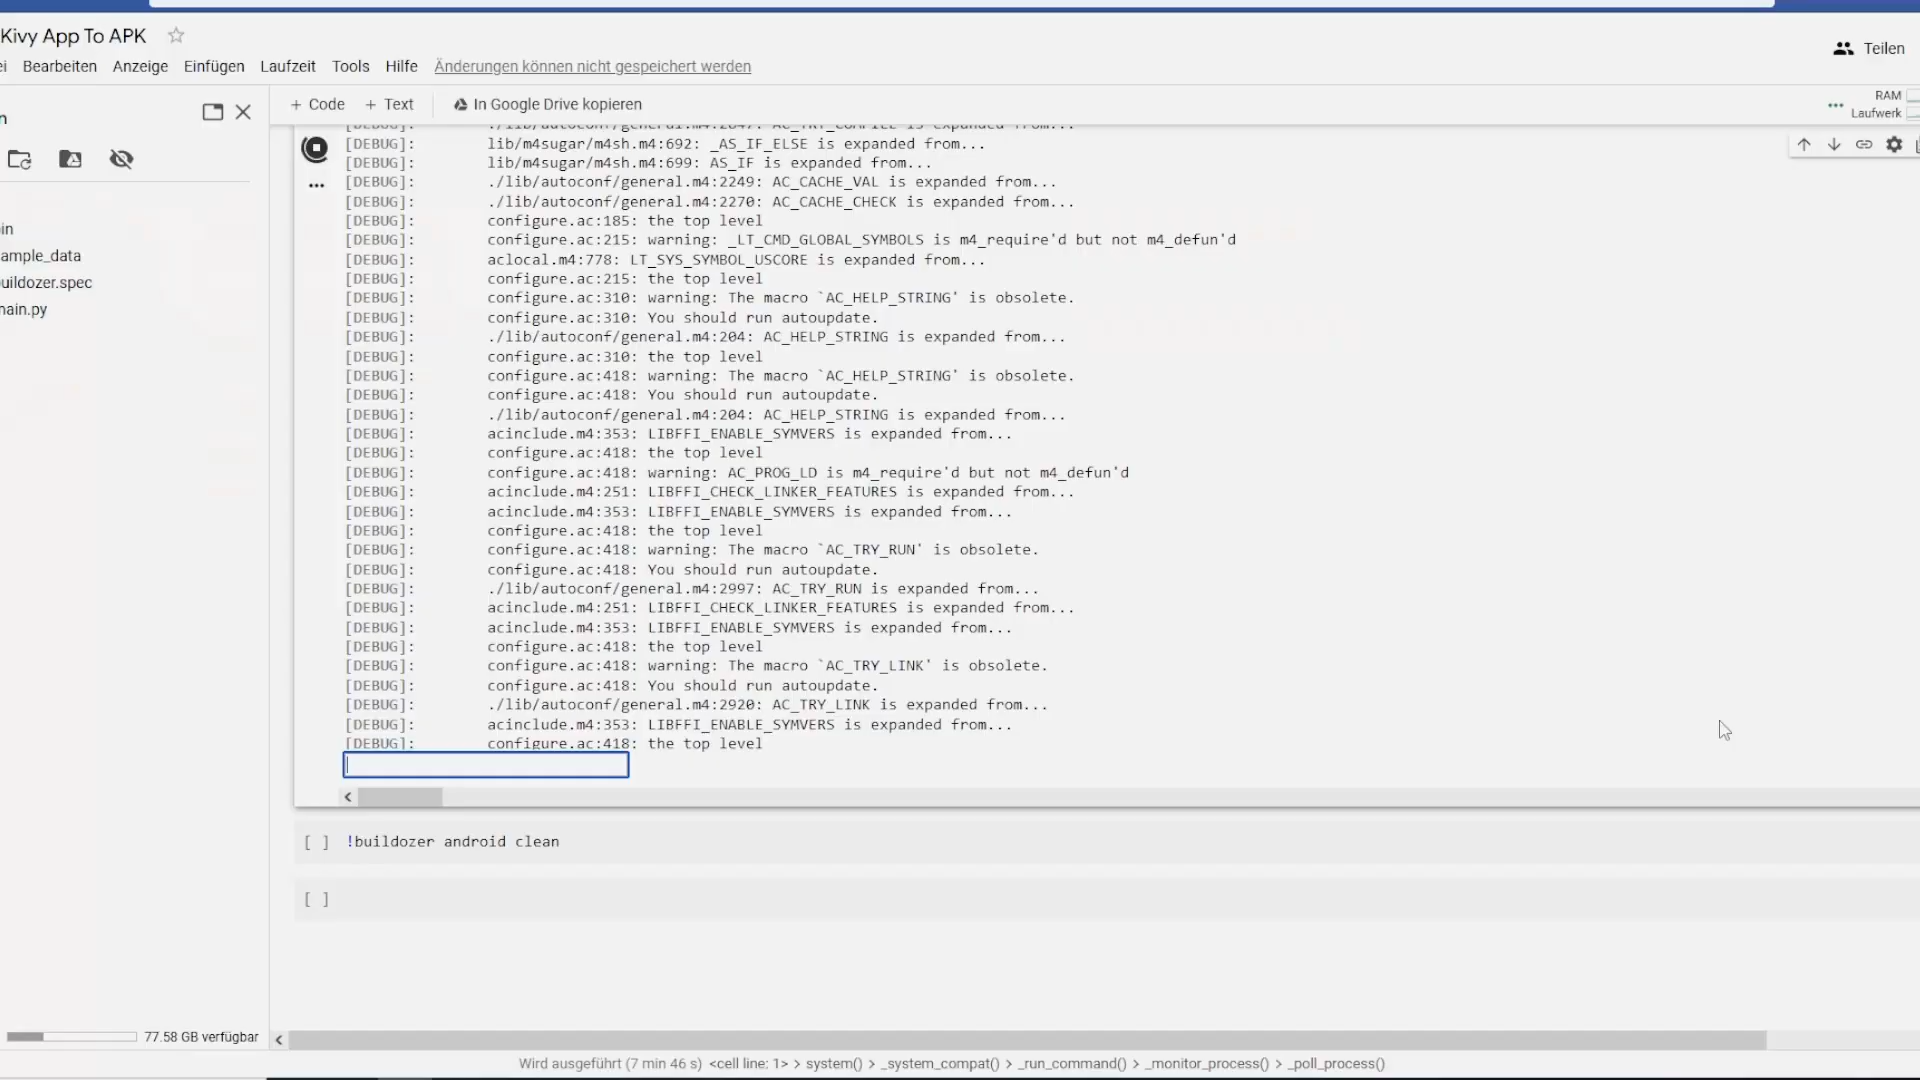 Kivy App To APK
Bearbeiten Anzeige Einfügen Laufzeit Tools Hilfe Änderungen können nicht gespeichert werden
Teilen
+ Code + Text In Google Drive kopieren
RAM
Laufwerk
[DEBUG]: ./lib/autoconf/general.m4:2847: AC_TRY_COMPILE is expanded from...
[DEBUG]: lib/m4sugar/m4sh.m4:692: _AS_IF_ELSE is expanded from...
[DEBUG]: lib/m4sugar/m4sh.m4:699: AS_IF is expanded from...
[DEBUG]: ./lib/autoconf/general.m4:2249: AC_CACHE_VAL is expanded from...
[DEBUG]: ./lib/autoconf/general.m4:2270: AC_CACHE_CHECK is expanded from...
[DEBUG]: configure.ac:185: the top level
[DEBUG]: configure.ac:215: warning: _LT_CMD_GLOBAL_SYMBOLS is m4_require'd but not m4_defun'd
[DEBUG]: aclocal.m4:778: LT_SYS_SYMBOL_USCORE is expanded from...
[DEBUG]: configure.ac:215: the top level
[DEBUG]: configure.ac:310: warning: The macro `AC_HELP_STRING' is obsolete.
[DEBUG]: configure.ac:310: You should run autoupdate.
[DEBUG]: ./lib/autoconf/general.m4:204: AC_HELP_STRING is expanded from...
[DEBUG]: configure.ac:310: the top level
[DEBUG]: configure.ac:418: warning: The macro `AC_HELP_STRING' is obsolete.
[DEBUG]: configure.ac:418: You should run autoupdate.
[DEBUG]: ./lib/autoconf/general.m4:204: AC_HELP_STRING is expanded from...
[DEBUG]: acinclude.m4:353: LIBFFI_ENABLE_SYMVERS is expanded from...
[DEBUG]: configure.ac:418: the top level
[DEBUG]: configure.ac:418: warning: AC_PROG_LD is m4_require'd but not m4_defun'd
[DEBUG]: acinclude.m4:251: LIBFFI_CHECK_LINKER_FEATURES is expanded from...
[DEBUG]: acinclude.m4:353: LIBFFI_ENABLE_SYMVERS is expanded from...
[DEBUG]: configure.ac:418: the top level
[DEBUG]: configure.ac:418: warning: The macro `AC_TRY_RUN' is obsolete.
[DEBUG]: configure.ac:418: You should run autoupdate.
[DEBUG]: ./lib/autoconf/general.m4:2997: AC_TRY_RUN is expanded from...
[DEBUG]: acinclude.m4:251: LIBFFI_CHECK_LINKER_FEATURES is expanded from...
[DEBUG]: acinclude.m4:353: LIBFFI_ENABLE_SYMVERS is expanded from...
[DEBUG]: configure.ac:418: the top level
[DEBUG]: configure.ac:418: warning: The macro `AC_TRY_LINK' is obsolete.
[DEBUG]: configure.ac:418: You should run autoupdate.
[DEBUG]: ./lib/autoconf/general.m4:2920: AC_TRY_LINK is expanded from...
[DEBUG]: acinclude.m4:353: LIBFFI_ENABLE_SYMVERS is expanded from...
[DEBUG]: configure.ac:418: the top level
in
ample_data
uildozer.spec
nain.py
[ ] !buildozer android clean
[ ]
77.58 GB verfügbar
Wird ausgeführt (7 min 46 s) <cell line: 1> > system() > _system_compat() > _run_command() > _monitor_process() > _poll_process()